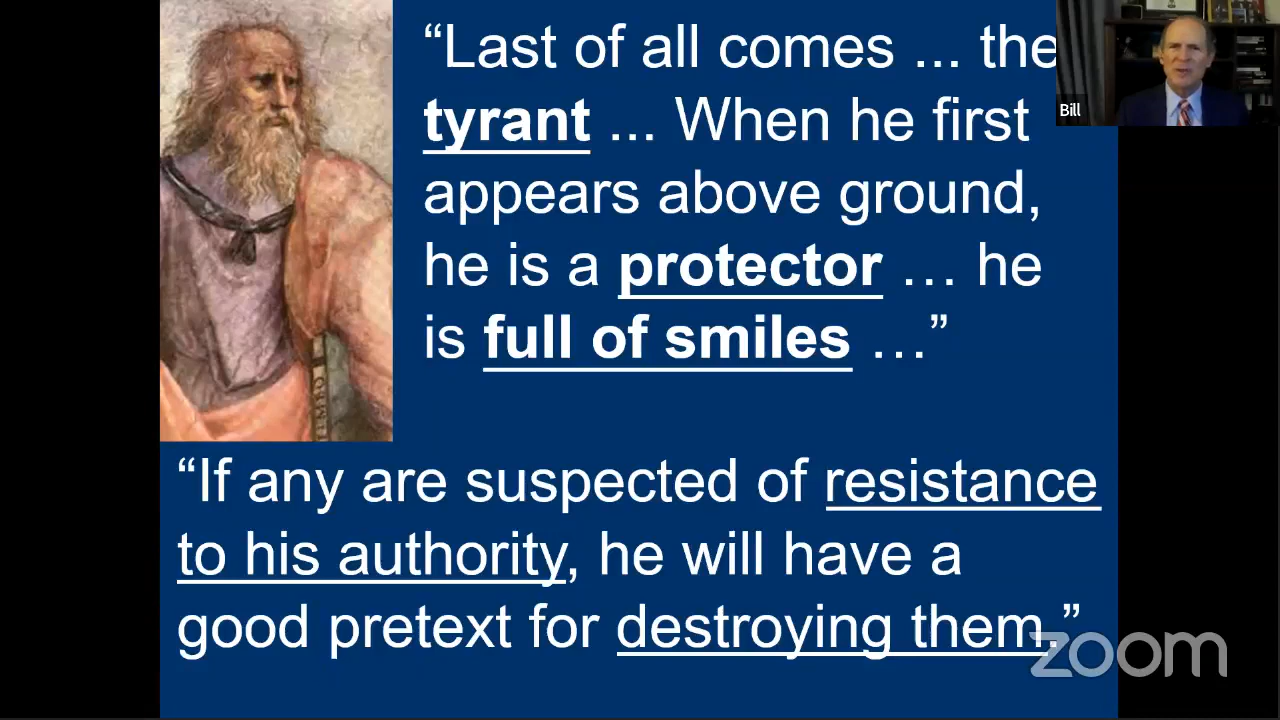 “Last of all comes ... the
tyrant ... When he first
appears above ground,
he is a protector … he
is full of smiles …”
“If any are suspected of resistance
to his authority, he will have a
good pretext for destroying them.”
Bill
zoom